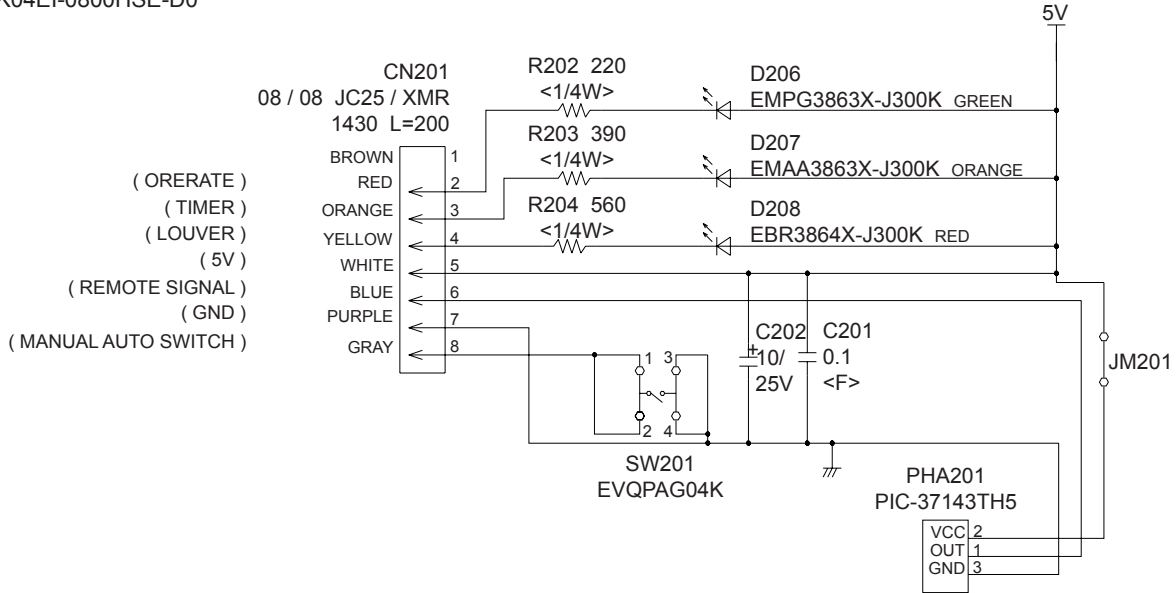 5V
CN201
08 / 08 JC25 / XMR
1430 L=200
R202 220
<1/4W>
D206
EMPG3863X-J300K GREEN
R203 390
<1/4W>
D207
EMAA3863X-J300K ORANGE
R204 560
<1/4W>
D208
EBR3864X-J300K RED
BROWN 1
( ORERATE ) RED 2
( TIMER ) ORANGE 3
( LOUVER ) YELLOW 4
( 5V ) WHITE 5
( REMOTE SIGNAL ) BLUE 6
( GND ) PURPLE 7
( MANUAL AUTO SWITCH ) GRAY 8
1 3
2 4
SW201
EVQPAG04K
C202
+
10/
25V
C201
0.1
<F>
JM201
PHA201
PIC-37143TH5
VCC 2
OUT 1
GND 3